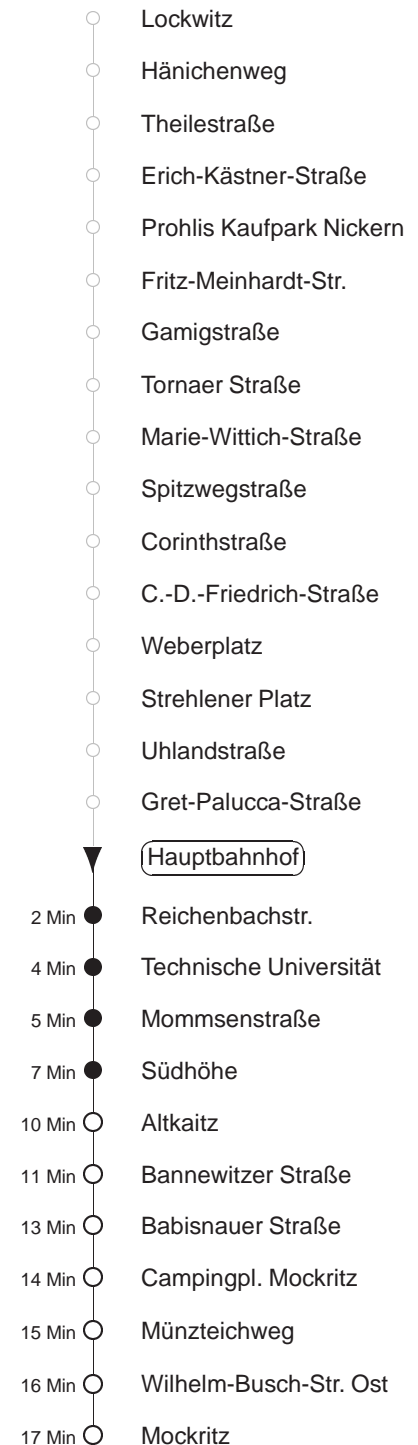 Lockwitz
Hänichenweg
Theilestraße
Erich-Kästner-Straße
Prohlis Kaufpark Nickern
Fritz-Meinhardt-Str.
Gamigstraße
Tornaer Straße
Marie-Wittich-Straße
Spitzwegstraße
Corinthstraße
C.-D.-Friedrich-Straße
Weberplatz
Strehlener Platz
Uhlandstraße
Gret-Palucca-Straße
Hauptbahnhof
2 Min Reichenbachstr.
4 Min Technische Universität
5 Min Mommsenstraße
7 Min Südhöhe
10 Min Altkaitz
11 Min Bannewitzer Straße
13 Min Babisnauer Straße
14 Min Campingpl. Mockritz
15 Min Münzteichweg
16 Min Wilhelm-Busch-Str. Ost
17 Min Mockritz